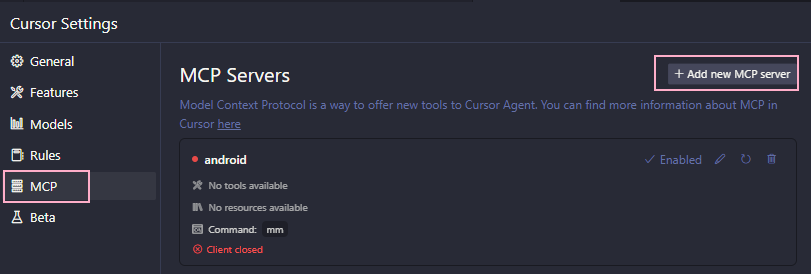 Cursor Settings
General
Features
Models
Rules
MCP
Beta
MCP Servers
+ Add new MCP server
Model Context Protocol is a way to offer new tools to Cursor Agent. You can find more information about MCP in
Cursor here
android
Enabled
No tools available
No resources available
Command: mm
Client closed